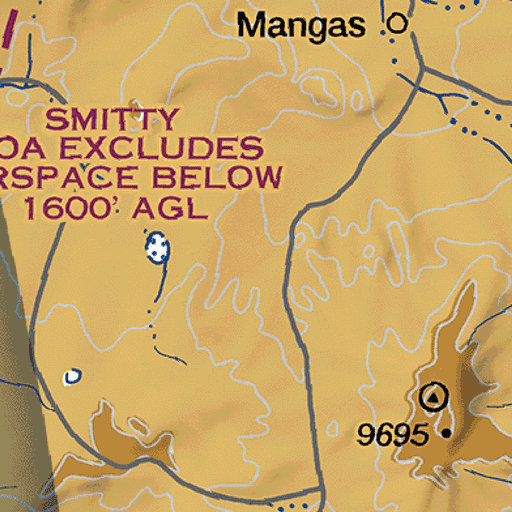 Mangas
SMITTY
OA EXCLUDES
RSPACE BELOW
1600' AGL
9695